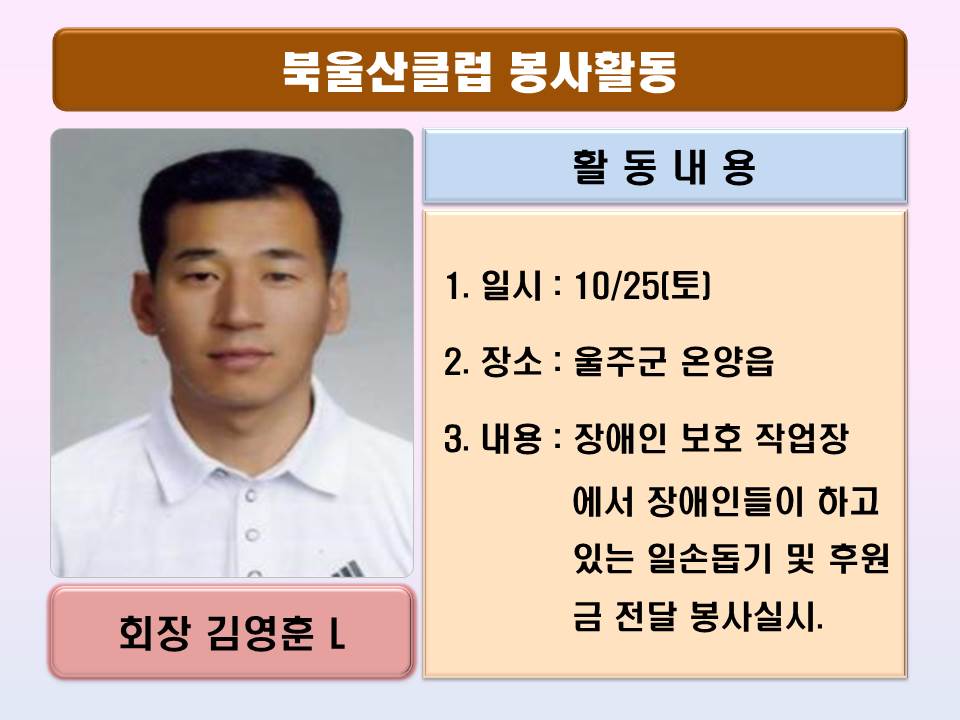 북울산클럽 봉사활동
활 동 내 용
1. 일시 : 10/25(토)
2. 장소 : 울주군 온양읍
3. 내용 : 장애인 보호 작업장
에서 장애인들이 하고
있는 일손돕기 및 후원
금 전달 봉사실시.
회장 김영훈 L